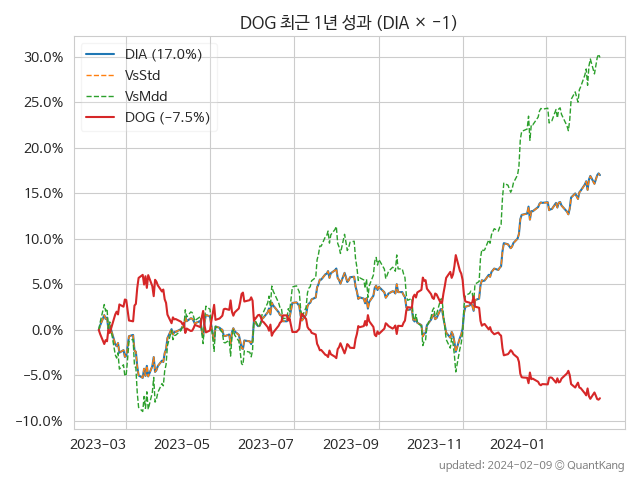 DOG 최근 1년 성과 (DIA × −1)
DIA (17.0%)
VsStd
VsMdd
DOG (−7.5%)
30.0%
25.0%
20.0%
15.0%
10.0%
5.0%
0.0%
−5.0%
−10.0%
2023-03 2023-05 2023-07 2023-09 2023-11 2024-01
updated: 2024-02-09 © QuantKang